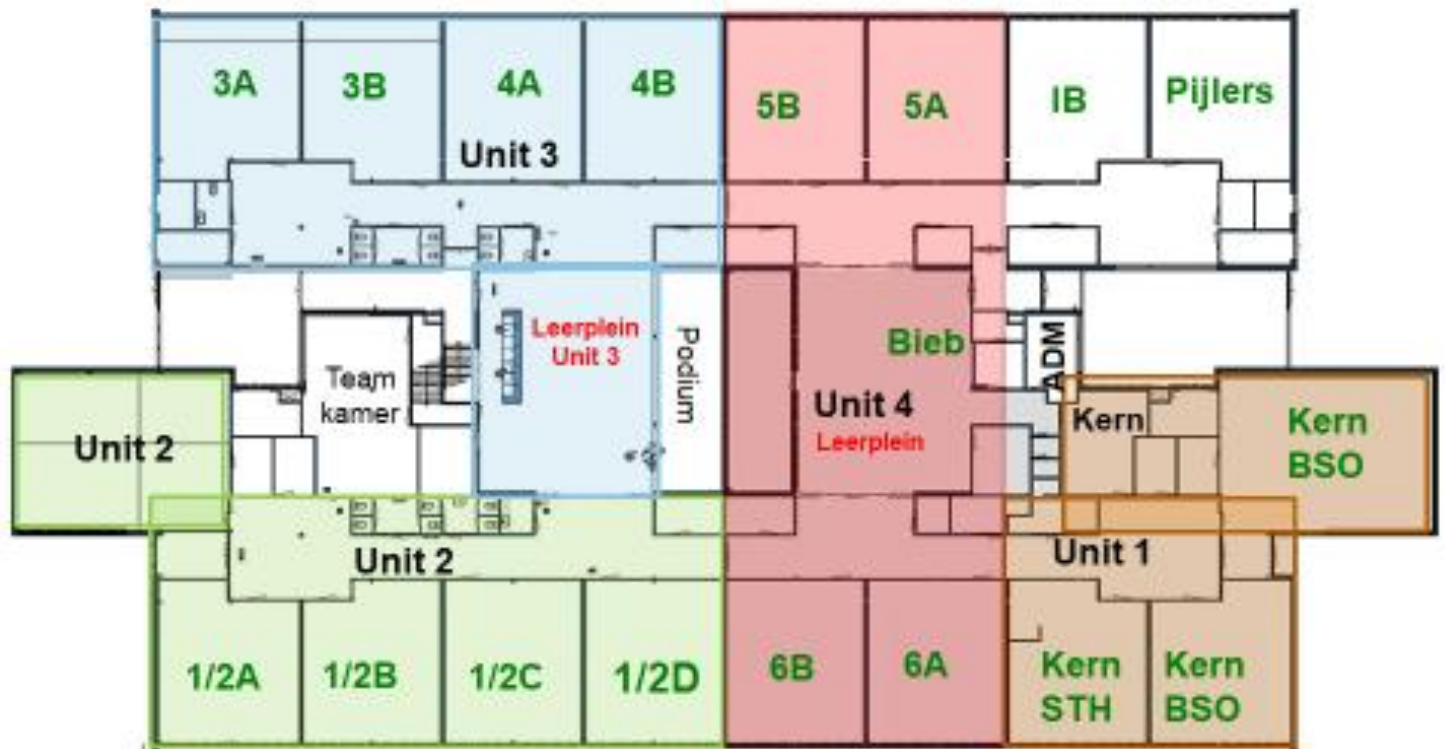 3A
3B
4A
4B
5B
5A
IB
Pijlers
Unit 3
Leerplein
Unit 3
Podium
Bieb
ADM
Team
kamer
Unit 4
Leerplein
Kern
Kern
BSO
Unit 2
Unit 2
Unit 1
1/2A
1/2B
1/2C
1/2D
6B
6A
Kern
STH
Kern
BSO